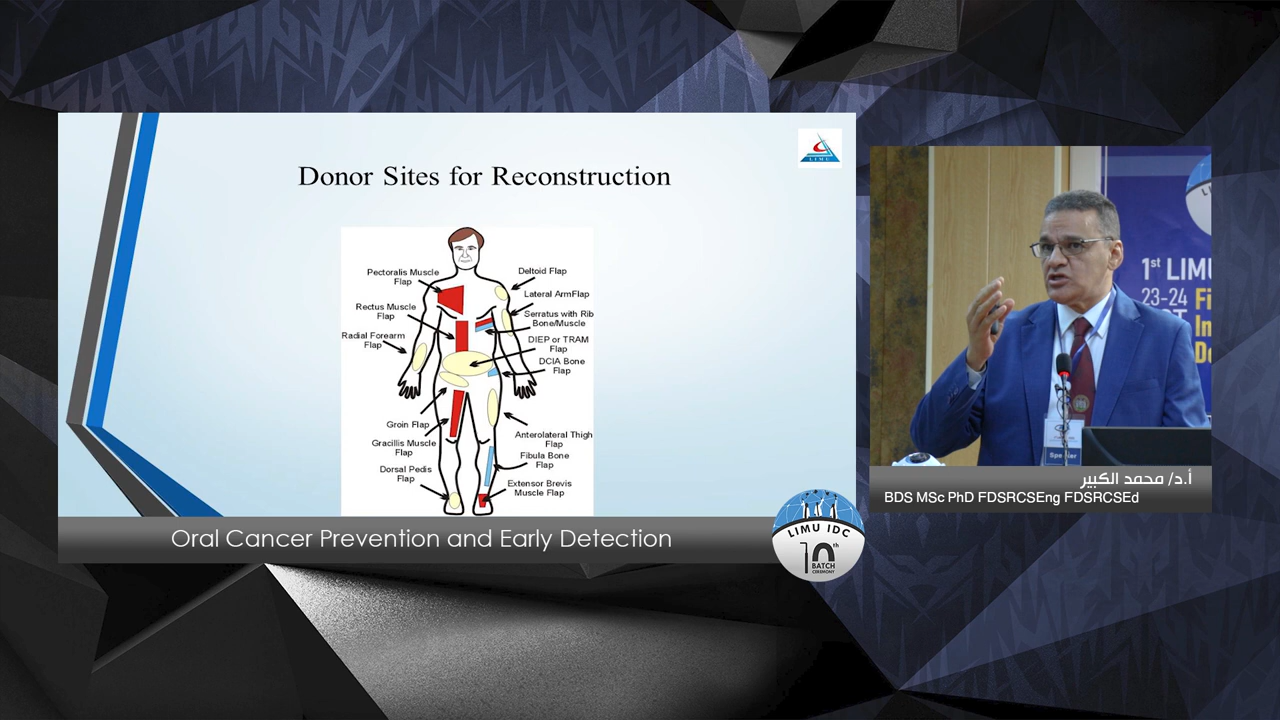 LIMU
Donor Sites for Reconstruction
Pectoralis Muscle
Flap
Rectus Muscle
Flap
Radial Forearm
Flap
Groin Flap
Gracillis Muscle
Flap
Dorsal Pedis
Flap
Deltoid Flap
Lateral ArmFlap
Serratus with Rib
Bone/Muscle
DIEP or TRAM
Flap
DCIA Bone
Flap
Anterolateral Thigh
Flap
Fibula Bone
Flap
Extensor Brevis
Muscle Flap
Oral Cancer Prevention and Early Detection
LIMU IDC
10th
BATCH
CEREMONY
1st LIMU
23-24
أ.د/ محمد الكبير
BDS MSc PhD FDSRCSEng FDSRCSEd